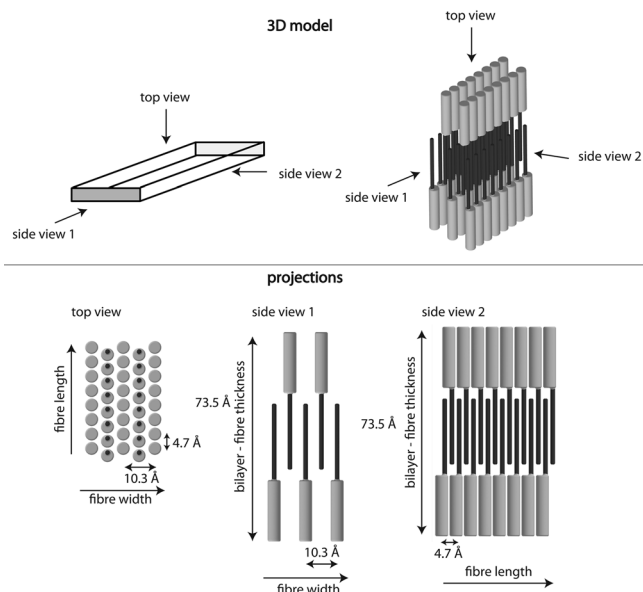 3D model
top view
side view 2
side view 1
top view
side view 2
side view 1
projections
top view
fibre length
4.7 Å
10.3 Å
fibre width
side view 1
73.5 Å
bilayer - fibre thickness
10.3 Å
fibre width
side view 2
73.5 Å
bilayer - fibre thickness
4.7 Å
fibre length